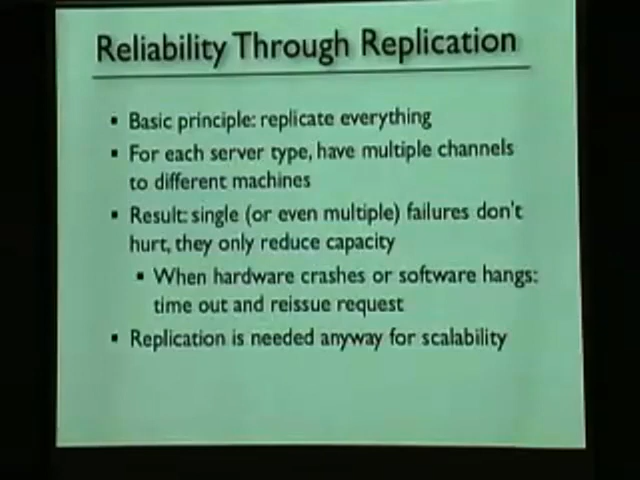 Reliability Through Replication
▪ Basic principle: replicate everything
▪ For each server type, have multiple channels
to different machines
▪ Result: single (or even multiple) failures don't
hurt, they only reduce capacity
▪ When hardware crashes or software hangs:
time out and reissue request
▪ Replication is needed anyway for scalability